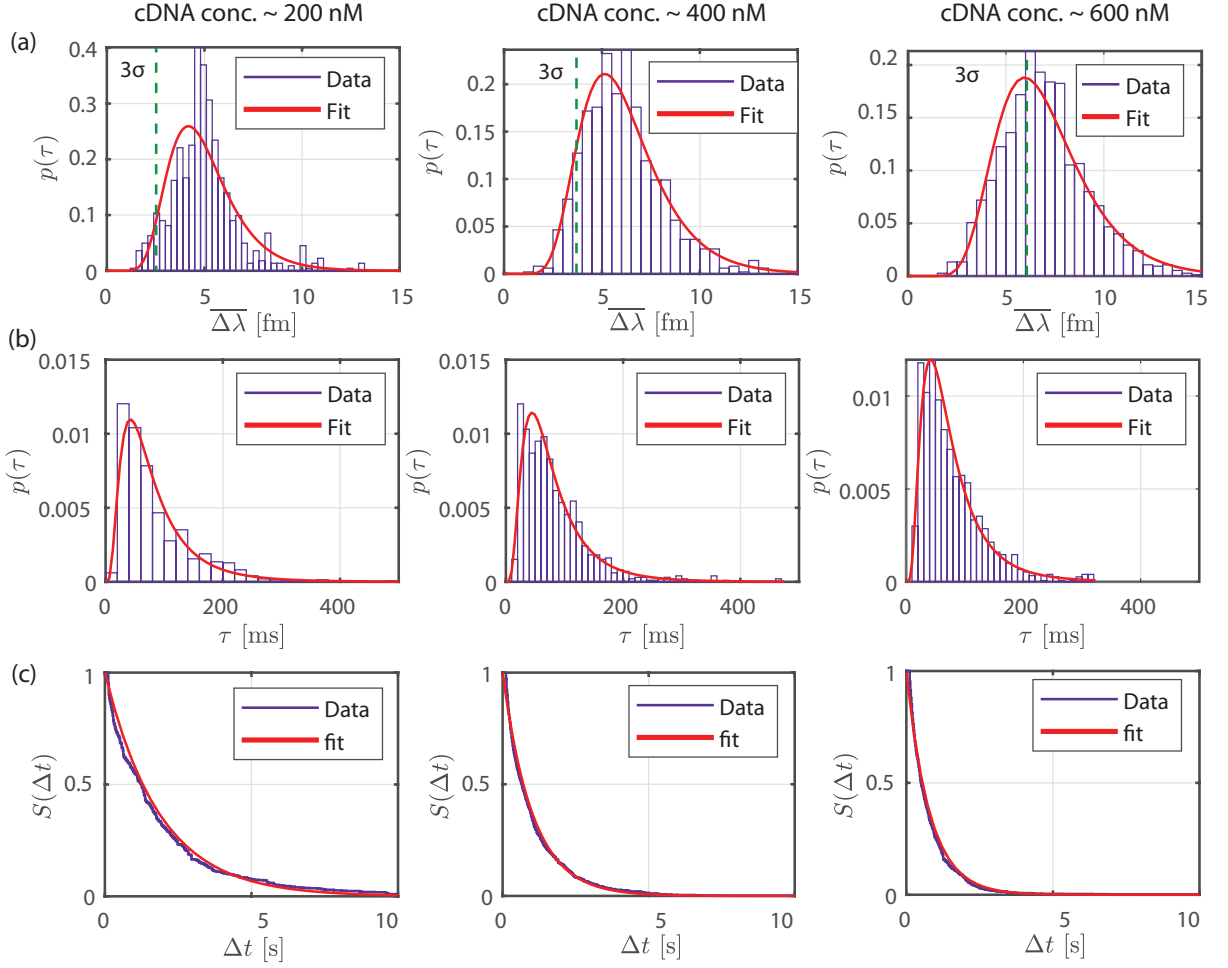 cDNA conc. ~ 200 nM
cDNA conc. ~ 400 nM
cDNA conc. ~ 600 nM
(a)
0.4
0.3
0.2
0.1
0
p(τ)
3σ
Data
Fit
0 5 10 15
Δλ [fm]
0.2
0.15
0.1
0.05
0
p(τ)
3σ
Data
Fit
0 5 10 15
Δλ [fm]
0.2
0.15
0.1
0.05
0
p(τ)
3σ
Data
Fit
0 5 10 15
Δλ [fm]
(b)
0.015
0.01
0.005
0
p(τ)
Data
Fit
0 200 400
τ [ms]
0.015
0.01
0.005
0
p(τ)
Data
Fit
0 200 400
τ [ms]
0.01
0.005
0
p(τ)
Data
Fit
0 200 400
τ [ms]
(c)
1
0.5
0
S(Δt)
Data
fit
0 5 10
Δt [s]
1
0.5
0
S(Δt)
Data
fit
0 5 10
Δt [s]
1
0.5
0
S(Δt)
Data
fit
0 5 10
Δt [s]